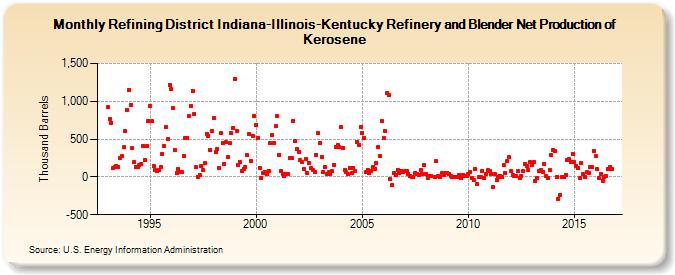 Monthly Refining District Indiana-Illinois-Kentucky Refinery and Blender Net Production of
Kerosene
Thousand Barrels
1,500
1,000
500
0
-500
1995
2000
2005
2010
2015
Source: U.S. Energy Information Administration